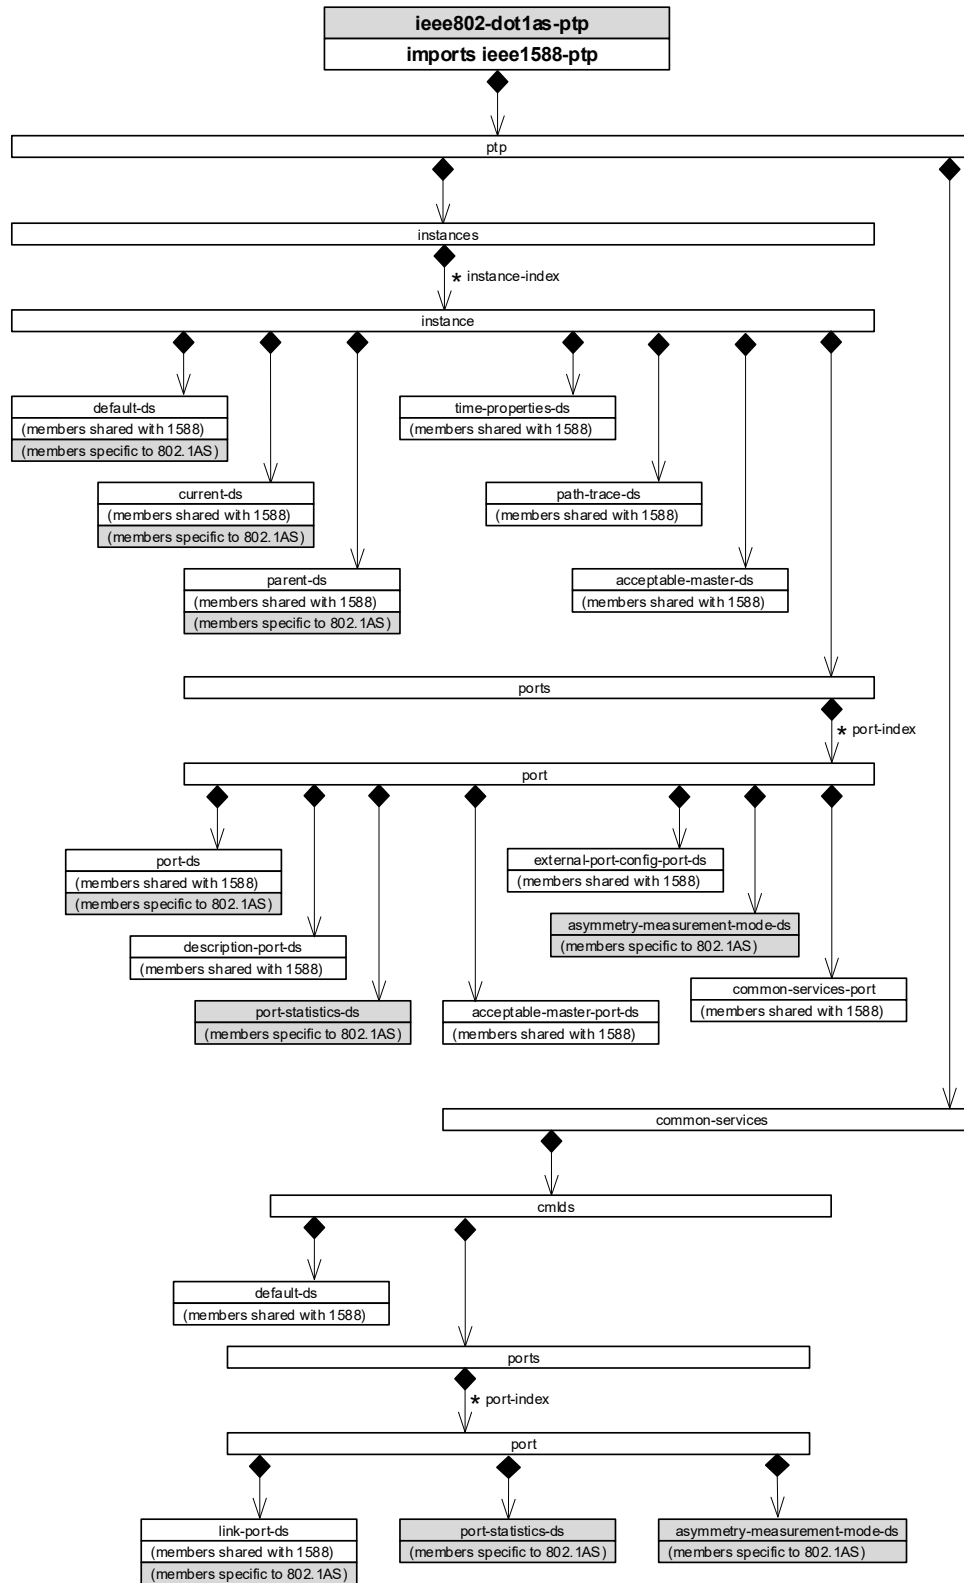 ieee802-dot1as-ptp
imports ieee1588-ptp
ptp
instances
* instance-index
instance
default-ds
(members shared with 1588)
(members specific to 802.1AS)
time-properties-ds
(members shared with 1588)
current-ds
(members shared with 1588)
(members specific to 802.1AS)
path-trace-ds
(members shared with 1588)
parent-ds
(members shared with 1588)
(members specific to 802.1AS)
acceptable-master-ds
(members shared with 1588)
ports
* port-index
port
port-ds
(members shared with 1588)
(members specific to 802.1AS)
external-port-config-port-ds
(members shared with 1588)
asymmetry-measurement-mode-ds
(members specific to 802.1AS)
description-port-ds
(members shared with 1588)
common-services-port
(members shared with 1588)
port-statistics-ds
(members specific to 802.1AS)
acceptable-master-port-ds
(members shared with 1588)
common-services
cmlds
default-ds
(members shared with 1588)
ports
* port-index
port
link-port-ds
(members shared with 1588)
(members specific to 802.1AS)
port-statistics-ds
(members specific to 802.1AS)
asymmetry-measurement-mode-ds
(members specific to 802.1AS)